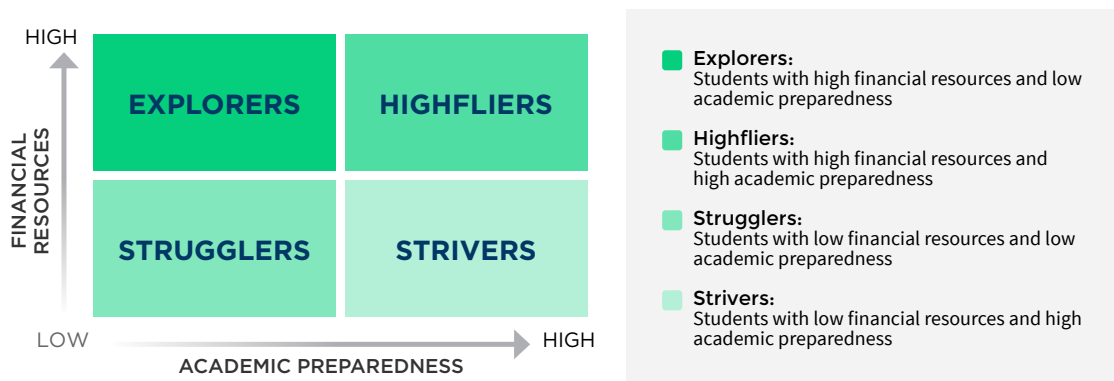 HIGH
EXPLORERS
HIGHFLIERS
FINANCIAL
RESOURCES
STRUGGLERS
STRIVERS
LOW
HIGH
ACADEMIC PREPAREDNESS
Explorers:
Students with high financial resources and low
academic preparedness
Highfliers:
Students with high financial resources and
high academic preparedness
Strugglers:
Students with low financial resources and low
academic preparedness
Strivers:
Students with low financial resources and high
academic preparedness